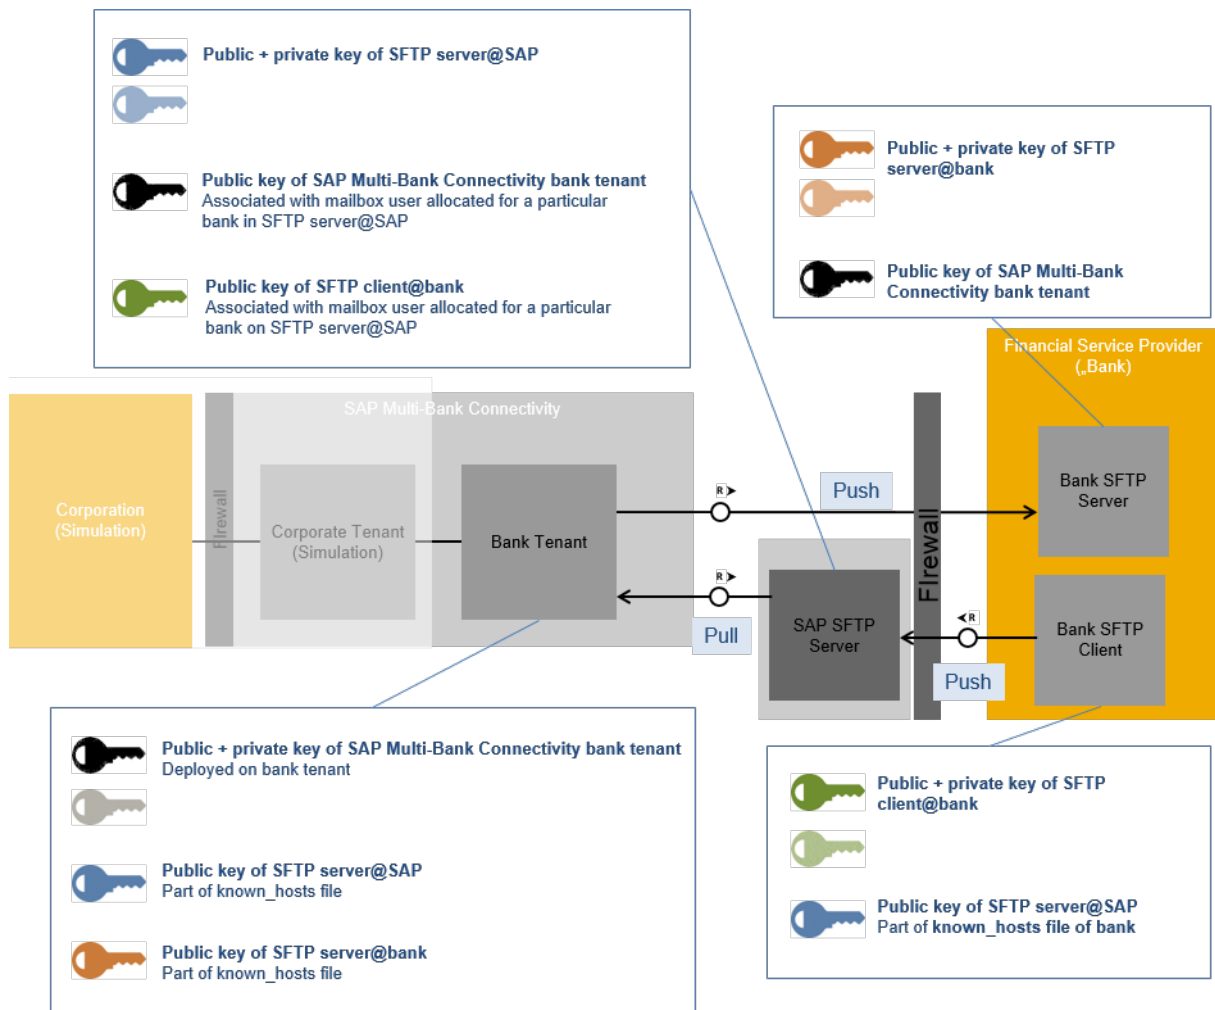 Public + private key of SFTP server@SAP
Public key of SAP Multi-Bank Connectivity bank tenant
Associated with mailbox user allocated for a particular
bank in SFTP server@SAP
Public key of SFTP client@bank
Associated with mailbox user allocated for a particular
bank on SFTP server@SAP
Public + private key of SFTP
server@bank
Public key of SAP Multi-Bank
Connectivity bank tenant
Financial Service Provider
(„Bank)
SAP Multi-Bank Connectivity
Corporation
(Simulation)
FIrewall
Corporate Tenant
(Simulation)
Bank Tenant
R
Push
R
Pull
SAP SFTP
Server
FIrewall
R
Push
Bank SFTP
Server
Bank SFTP
Client
Public + private key of SAP Multi-Bank Connectivity bank tenant
Deployed on bank tenant
Public key of SFTP server@SAP
Part of known_hosts file
Public key of SFTP server@bank
Part of known_hosts file
Public + private key of SFTP
client@bank
Public key of SFTP server@SAP
Part of known_hosts file of bank